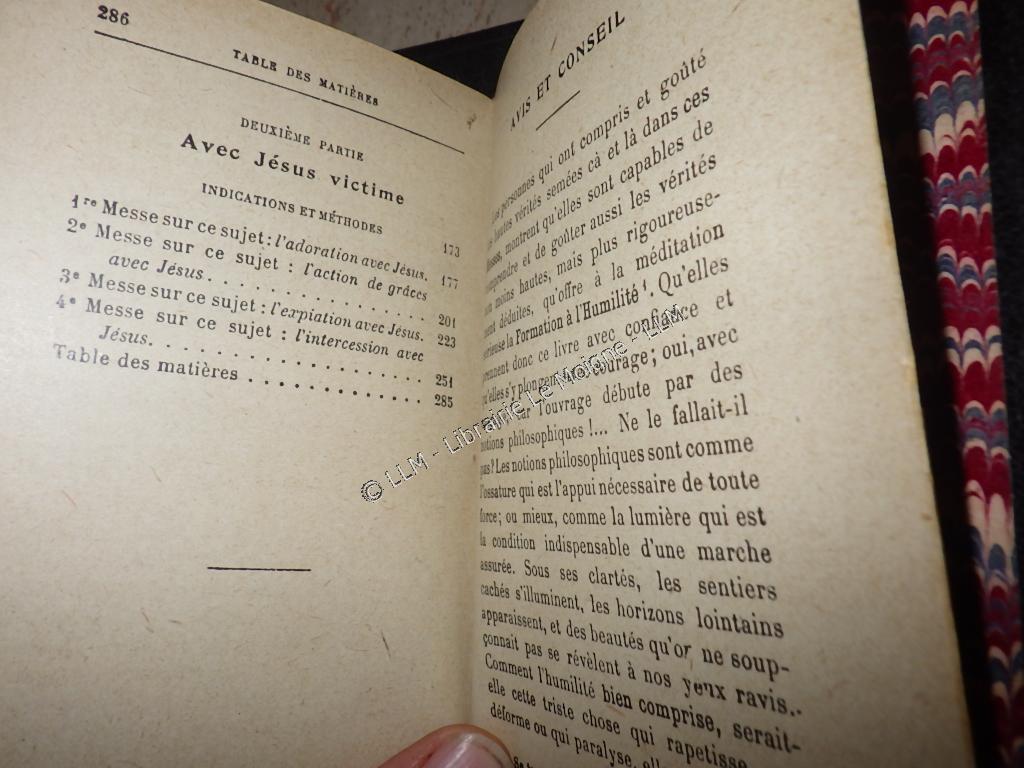 286
TABLE DES MATIÈRES
DEUXIÈME PARTIE
Avec Jésus victime
INDICATIONS ET MÉTHODES 173
1re Messe sur ce sujet : l'adoration avec Jésus. 177
2e Messe sur ce sujet : l'action de grâces
avec Jésus. . . . . . . . . . . . . . . 201
3e Messe sur ce sujet : l'expiation avec Jésus. 223
4e Messe sur ce sujet : l'intercession avec
Jésus. . . . . . . . . . . . . . . . . . 251
Table des matières . . . . . . . . . . . . 285
AVIS ET CONSEIL
personnes qui ont compris et goûté
hautes vérités semées cà et là dans ces
Messes, montrent qu'elles sont capables de
comprendre et de goûter aussi les vérités
non moins hautes, mais plus rigoureuse-
ment déduites, qu'offre à la méditation
sérieuse la Formation à l'Humilité 1. Qu'elles
prennent donc ce livre avec confiance et
qu'elles s'y plongent avec courage; oui, avec
car l'ouvrage débute par des
notions philosophiques !... Ne le fallait-il
pas? Les notions philosophiques sont comme
l'ossature qui est l'appui nécessaire de toute
force; ou mieux, comme la lumière qui est
la condition indispensable d'une marche
assurée. Sous ses clartés, les sentiers
cachés s'illuminent, les horizons lointains
apparaissent, et des beautés qu'on ne soup-
çonnait pas se révèlent à nos yeux ravis..
Comment l'humilité bien comprise, serait-
elle cette triste chose qui rapetisse
déforme ou qui paralyse,
© LLM - Librairie Le Moigne - LLM